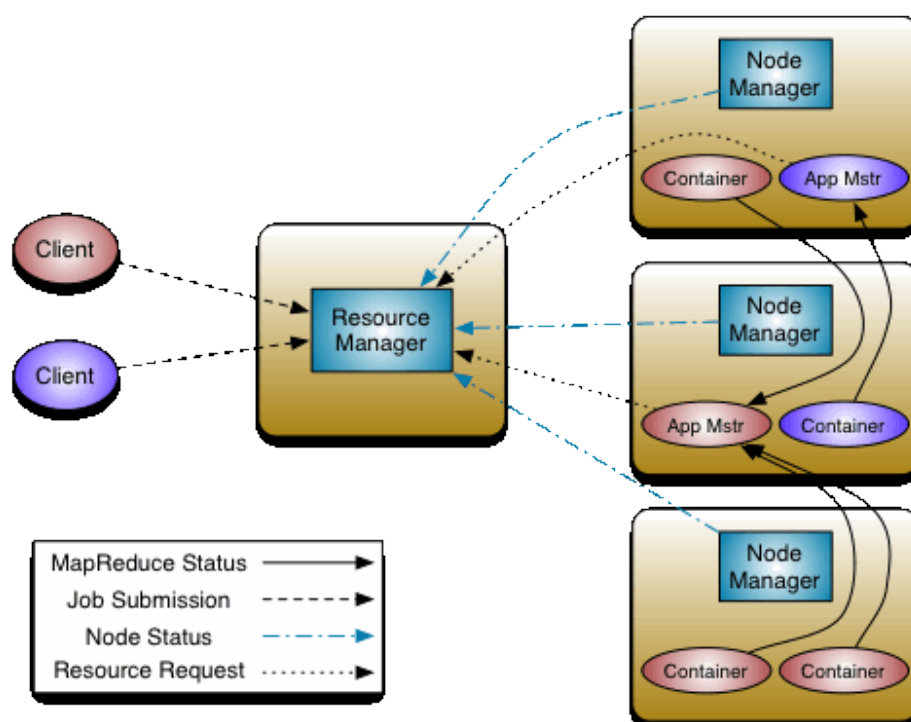 Node
Manager
Container
App Mstr
Client
Resource
Manager
Client
Node
Manager
App Mstr
Container
Node
Manager
Container
Container
MapReduce Status
Job Submission
Node Status
Resource Request